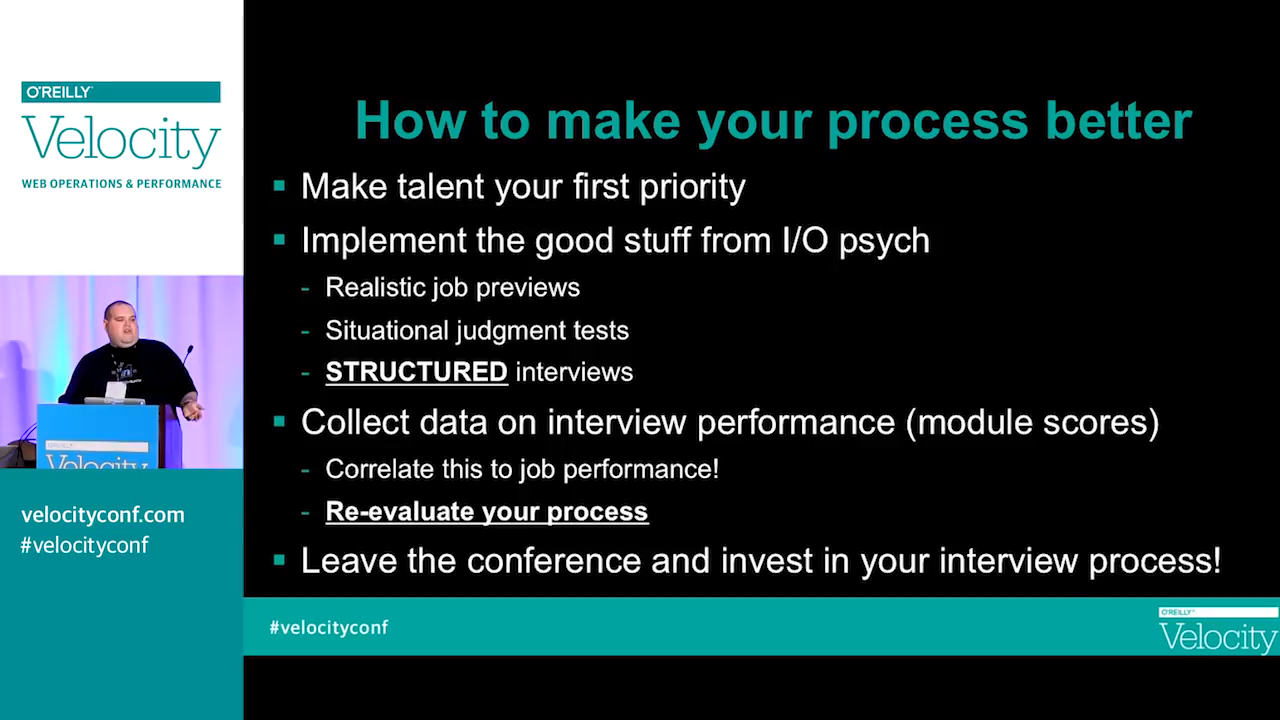 O'REILLY
Velocity
WEB OPERATIONS & PERFORMANCE
O'REILLY
Velocity
velocityconf.com
#velocityconf
How to make your process better
▪ Make talent your first priority
▪ Implement the good stuff from I/O psych
- Realistic job previews
- Situational judgment tests
- STRUCTURED interviews
▪ Collect data on interview performance (module scores)
- Correlate this to job performance!
- Re-evaluate your process
▪ Leave the conference and invest in your interview process!
#velocityconf
O'REILLY
Velocity